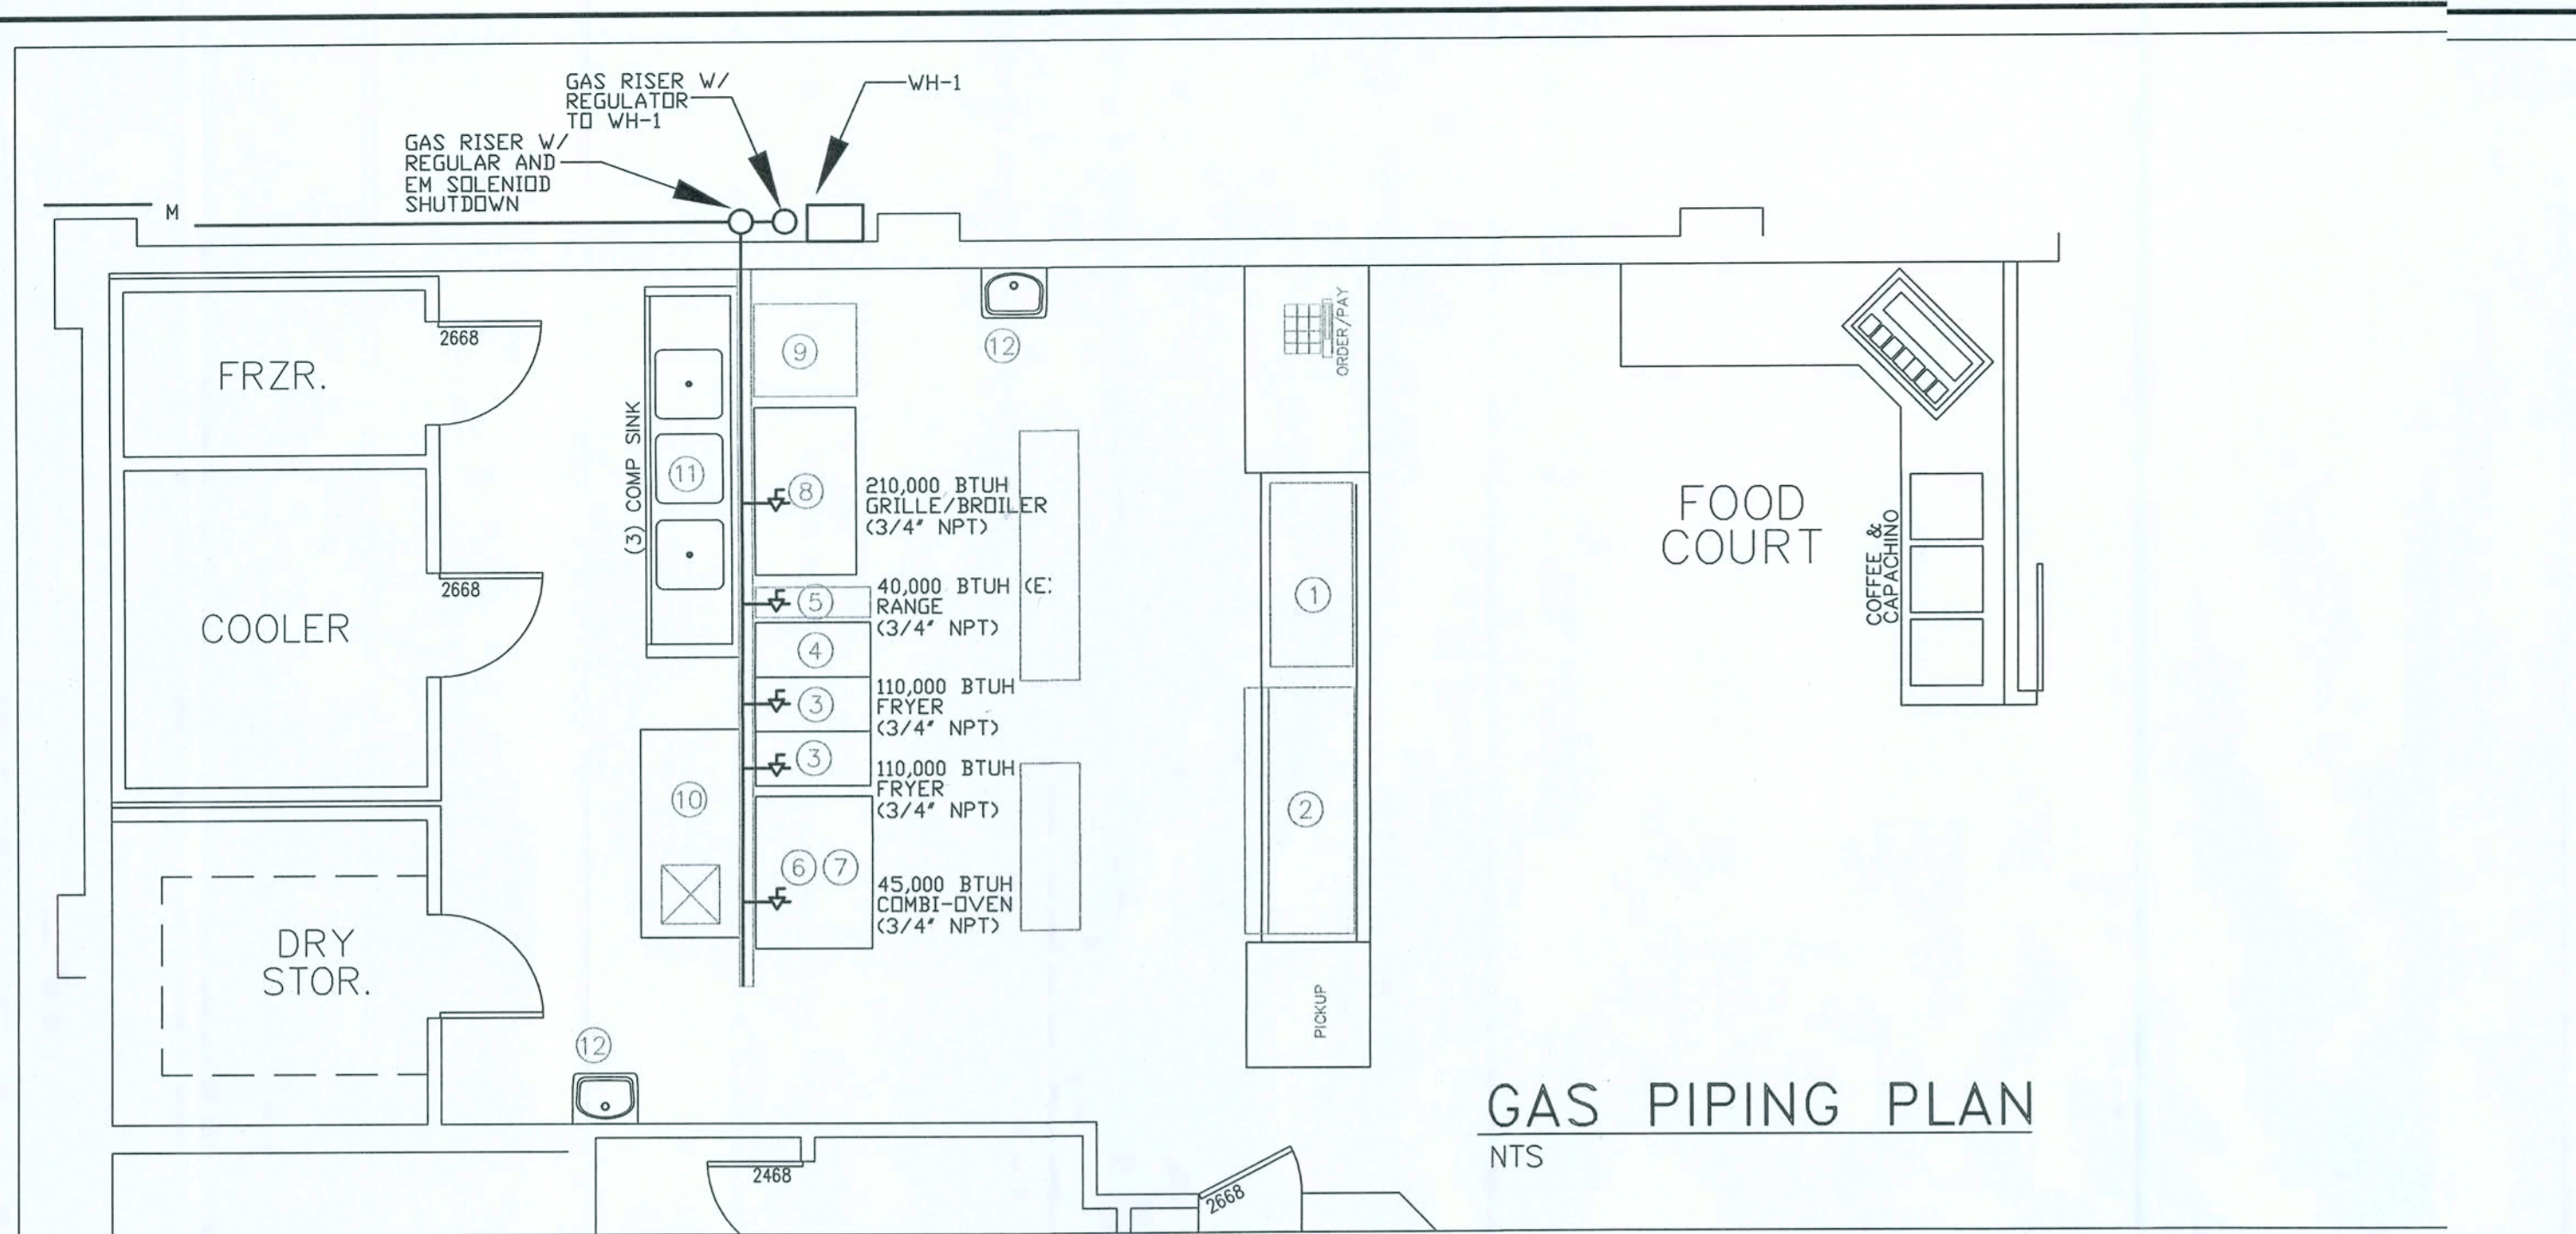 GAS RISER W/
REGULATOR
TO WH-1
WH-1
GAS RISER W/
REGULAR AND
EM SOLENIOD
SHUTDOWN
M
FRZR.
2668
COOLER
2668
DRY
STOR.
(3) COMP SINK
11
10
12
9
12
8
210,000 BTUH
GRILLE/BROILER
(3/4" NPT)
5
40,000 BTUH (E:
RANGE
(3/4" NPT)
4
3
110,000 BTUH
FRYER
(3/4" NPT)
3
110,000 BTUH
FRYER
(3/4" NPT)
6 7
45,000 BTUH
COMBI-OVEN
(3/4" NPT)
ORDER/PAY
1
2
PICKUP
FOOD
COURT
COFFEE &
CAPACHINO
2468
2668
GAS PIPING PLAN
NTS